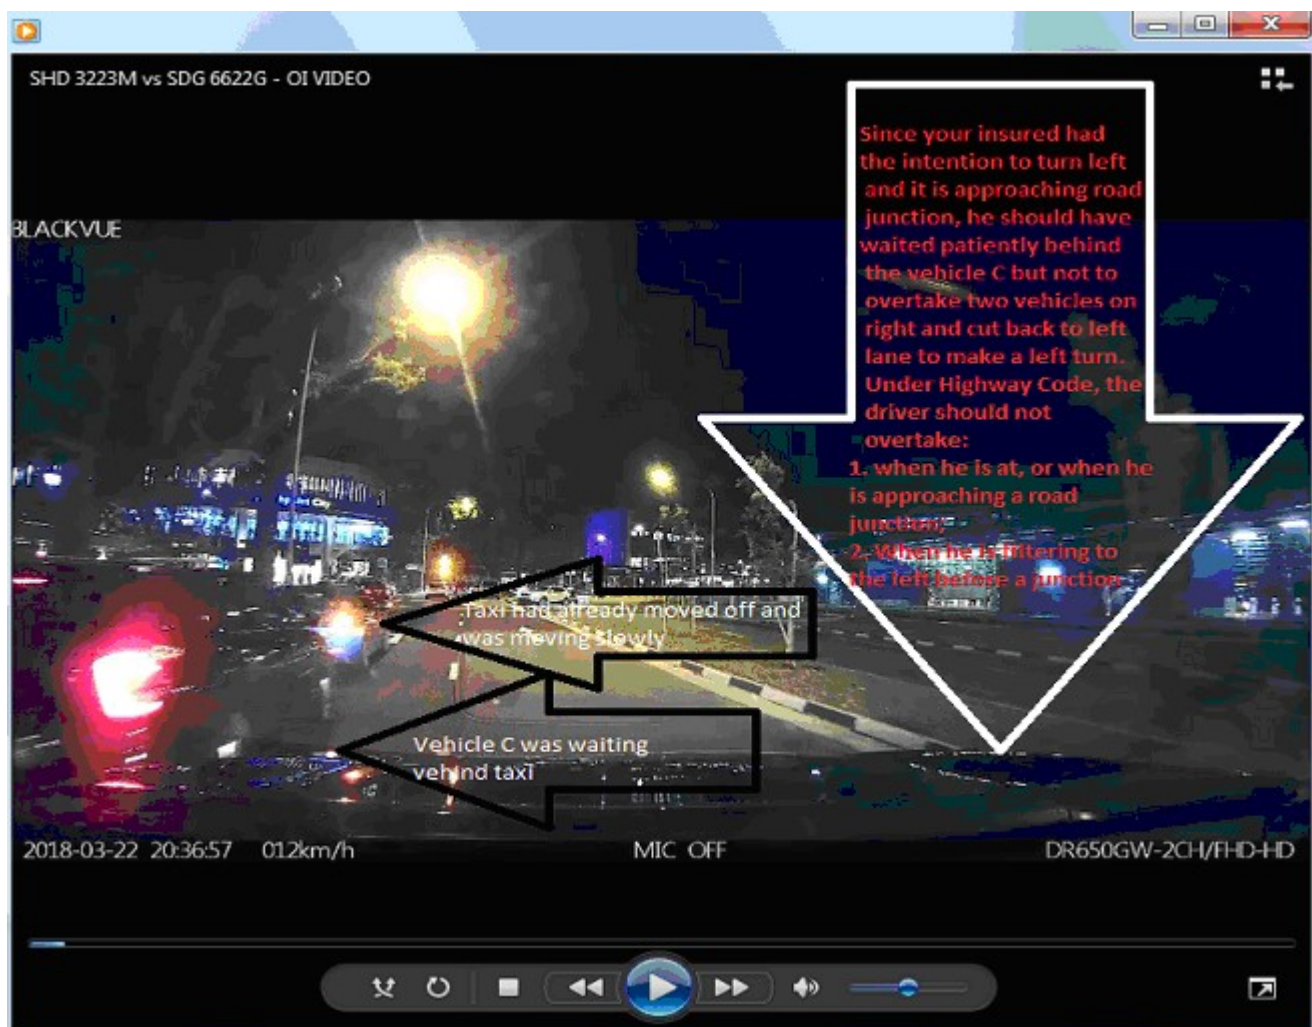 SHD 3223M vs SDG 6622G - OI VIDEO
BLACKVUE
Since your insured had
the intention to turn left
and it is approaching road
junction, he should have
waited patiently behind
the vehicle C but not to
overtake two vehicles on
right and cut back to left
lane to make a left turn.
Under Highway Code, the
driver should not
overtake:
1. when he is at, or when he
is approaching a road
junction;
2. When he is filtering to
the left before a junction
Taxi had already moved off and
was moving slowly
Vehicle C was waiting
vehind taxi
2018-03-22 20:36:57 012km/h MIC OFF DR650GW-2CH/FHD-HD